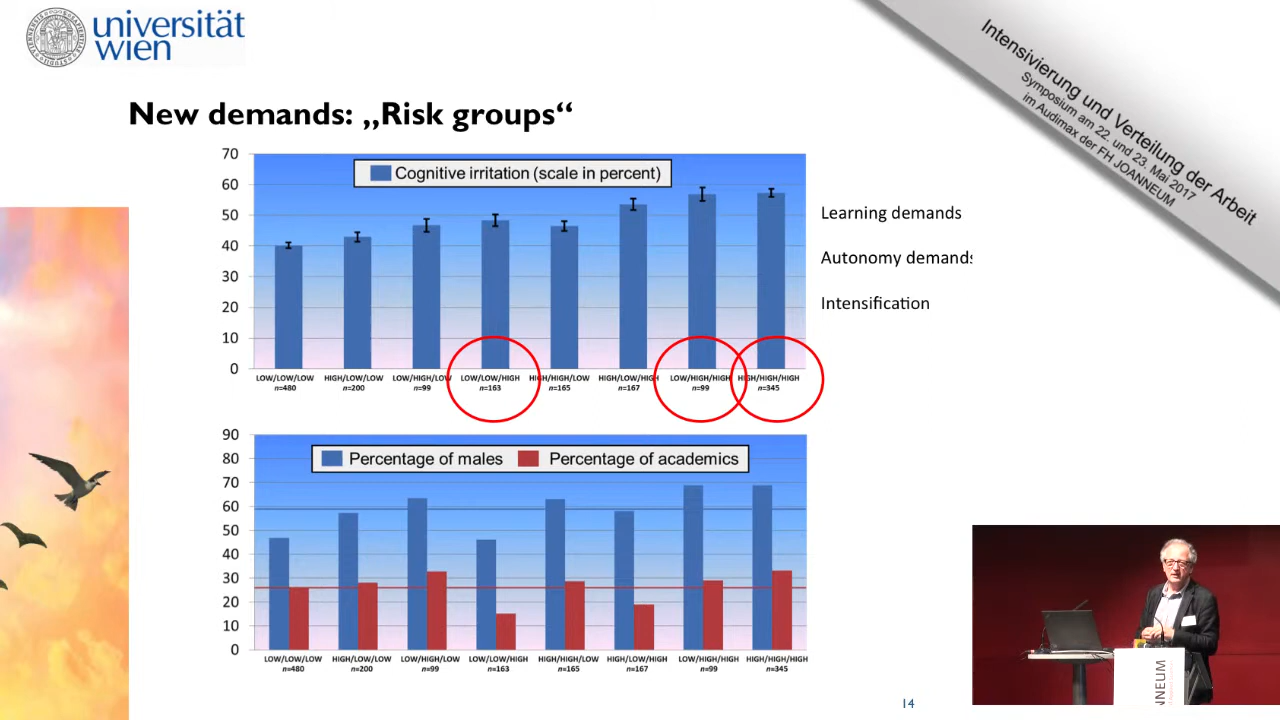 universität
wien
Intensivierung und Verteilung der Arbeit
Symposium am 22. und 23. Mai 2017
im Audimax der FH JOANNEUM
New demands: „Risk groups“
70
60
50
40
30
20
10
0
Cognitive irritation (scale in percent)
LOW/LOW/LOW HIGH/LOW/LOW LOW/HIGH/LOW LOW/LOW/HIGH HIGH/HIGH/LOW HIGH/LOW/HIGH LOW/HIGH/HIGH HIGH/HIGH/HIGH
n=480 n=200 n=99 n=163 n=165 n=167 n=99 n=345
Learning demands
Autonomy demands
Intensification
90
80
70
60
50
40
30
20
10
0
Percentage of males Percentage of academics
LOW/LOW/LOW HIGH/LOW/LOW LOW/HIGH/LOW LOW/LOW/HIGH HIGH/HIGH/LOW HIGH/LOW/HIGH LOW/HIGH/HIGH HIGH/HIGH/HIGH
n=480 n=200 n=99 n=163 n=165 n=167 n=99 n=345
NNEUM
14